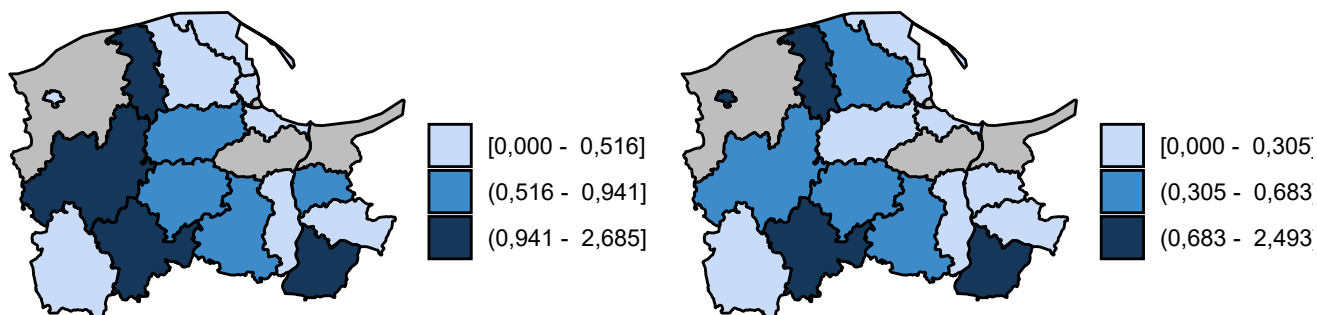 [0,000 - 0,516]
(0,516 - 0,941]
(0,941 - 2,685]
[0,000 - 0,305]
(0,305 - 0,683
(0,683 - 2,493